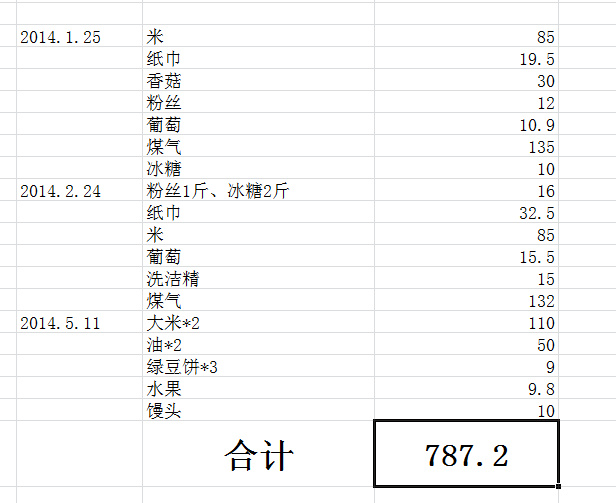 2014.1.25 米 85
纸巾 19.5
香菇 30
粉丝 12
葡萄 10.9
煤气 135
冰糖 10
2014.2.24 粉丝1斤、冰糖2斤 16
纸巾 32.5
米 85
葡萄 15.5
洗洁精 15
煤气 132
2014.5.11 大米*2 110
油*2 50
绿豆饼*3 9
水果 9.8
馒头 10
合计 787.2